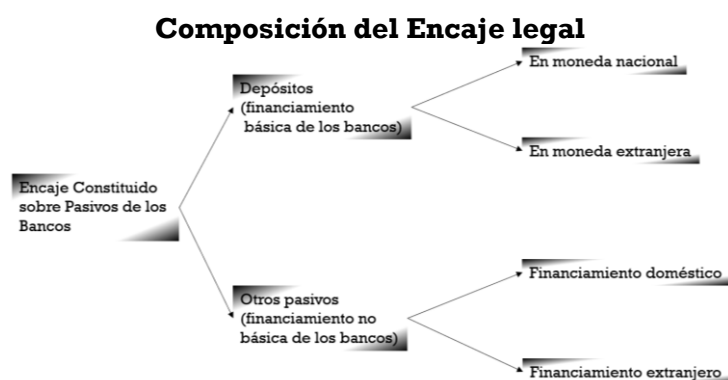 Composición del Encaje legal
En moneda nacional
Depósitos
(financiamiento
básica de los bancos)
En moneda extranjera
Encaje Constituido
sobre Pasivos de los
Bancos
Financiamiento doméstico
Otros pasivos
(financiamiento no
básica de los bancos)
Financiamiento extranjero